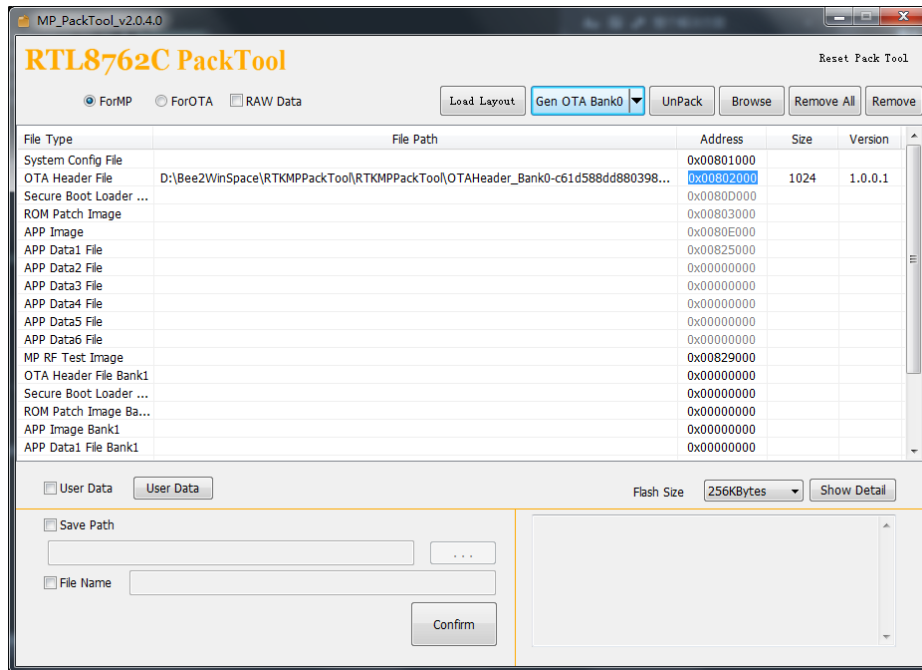 MP_PackTool_v2.0.4.0
RTL8762C PackTool
Reset Pack Tool
ForMP ForOTA RAW Data Load Layout Gen OTA Bank0 UnPack Browse Remove All Remove
File Type File Path Address Size Version
System Config File 0x00801000
OTA Header File D:\Bee2WinSpace\RTKMPPackTool\RTKMPPackTool\OTAHeader_Bank0-c61d588dd880398... 0x00802000 1024 1.0.0.1
Secure Boot Loader ... 0x0080D000
ROM Patch Image 0x00803000
APP Image 0x0080E000
APP Data1 File 0x00825000
APP Data2 File 0x00000000
APP Data3 File 0x00000000
APP Data4 File 0x00000000
APP Data5 File 0x00000000
APP Data6 File 0x00000000
MP RF Test Image 0x00829000
OTA Header File Bank1 0x00000000
Secure Boot Loader ... 0x00000000
ROM Patch Image Ba... 0x00000000
APP Image Bank1 0x00000000
APP Data1 File Bank1 0x00000000
User Data User Data Flash Size 256KBytes Show Detail
Save Path
...
File Name
Confirm